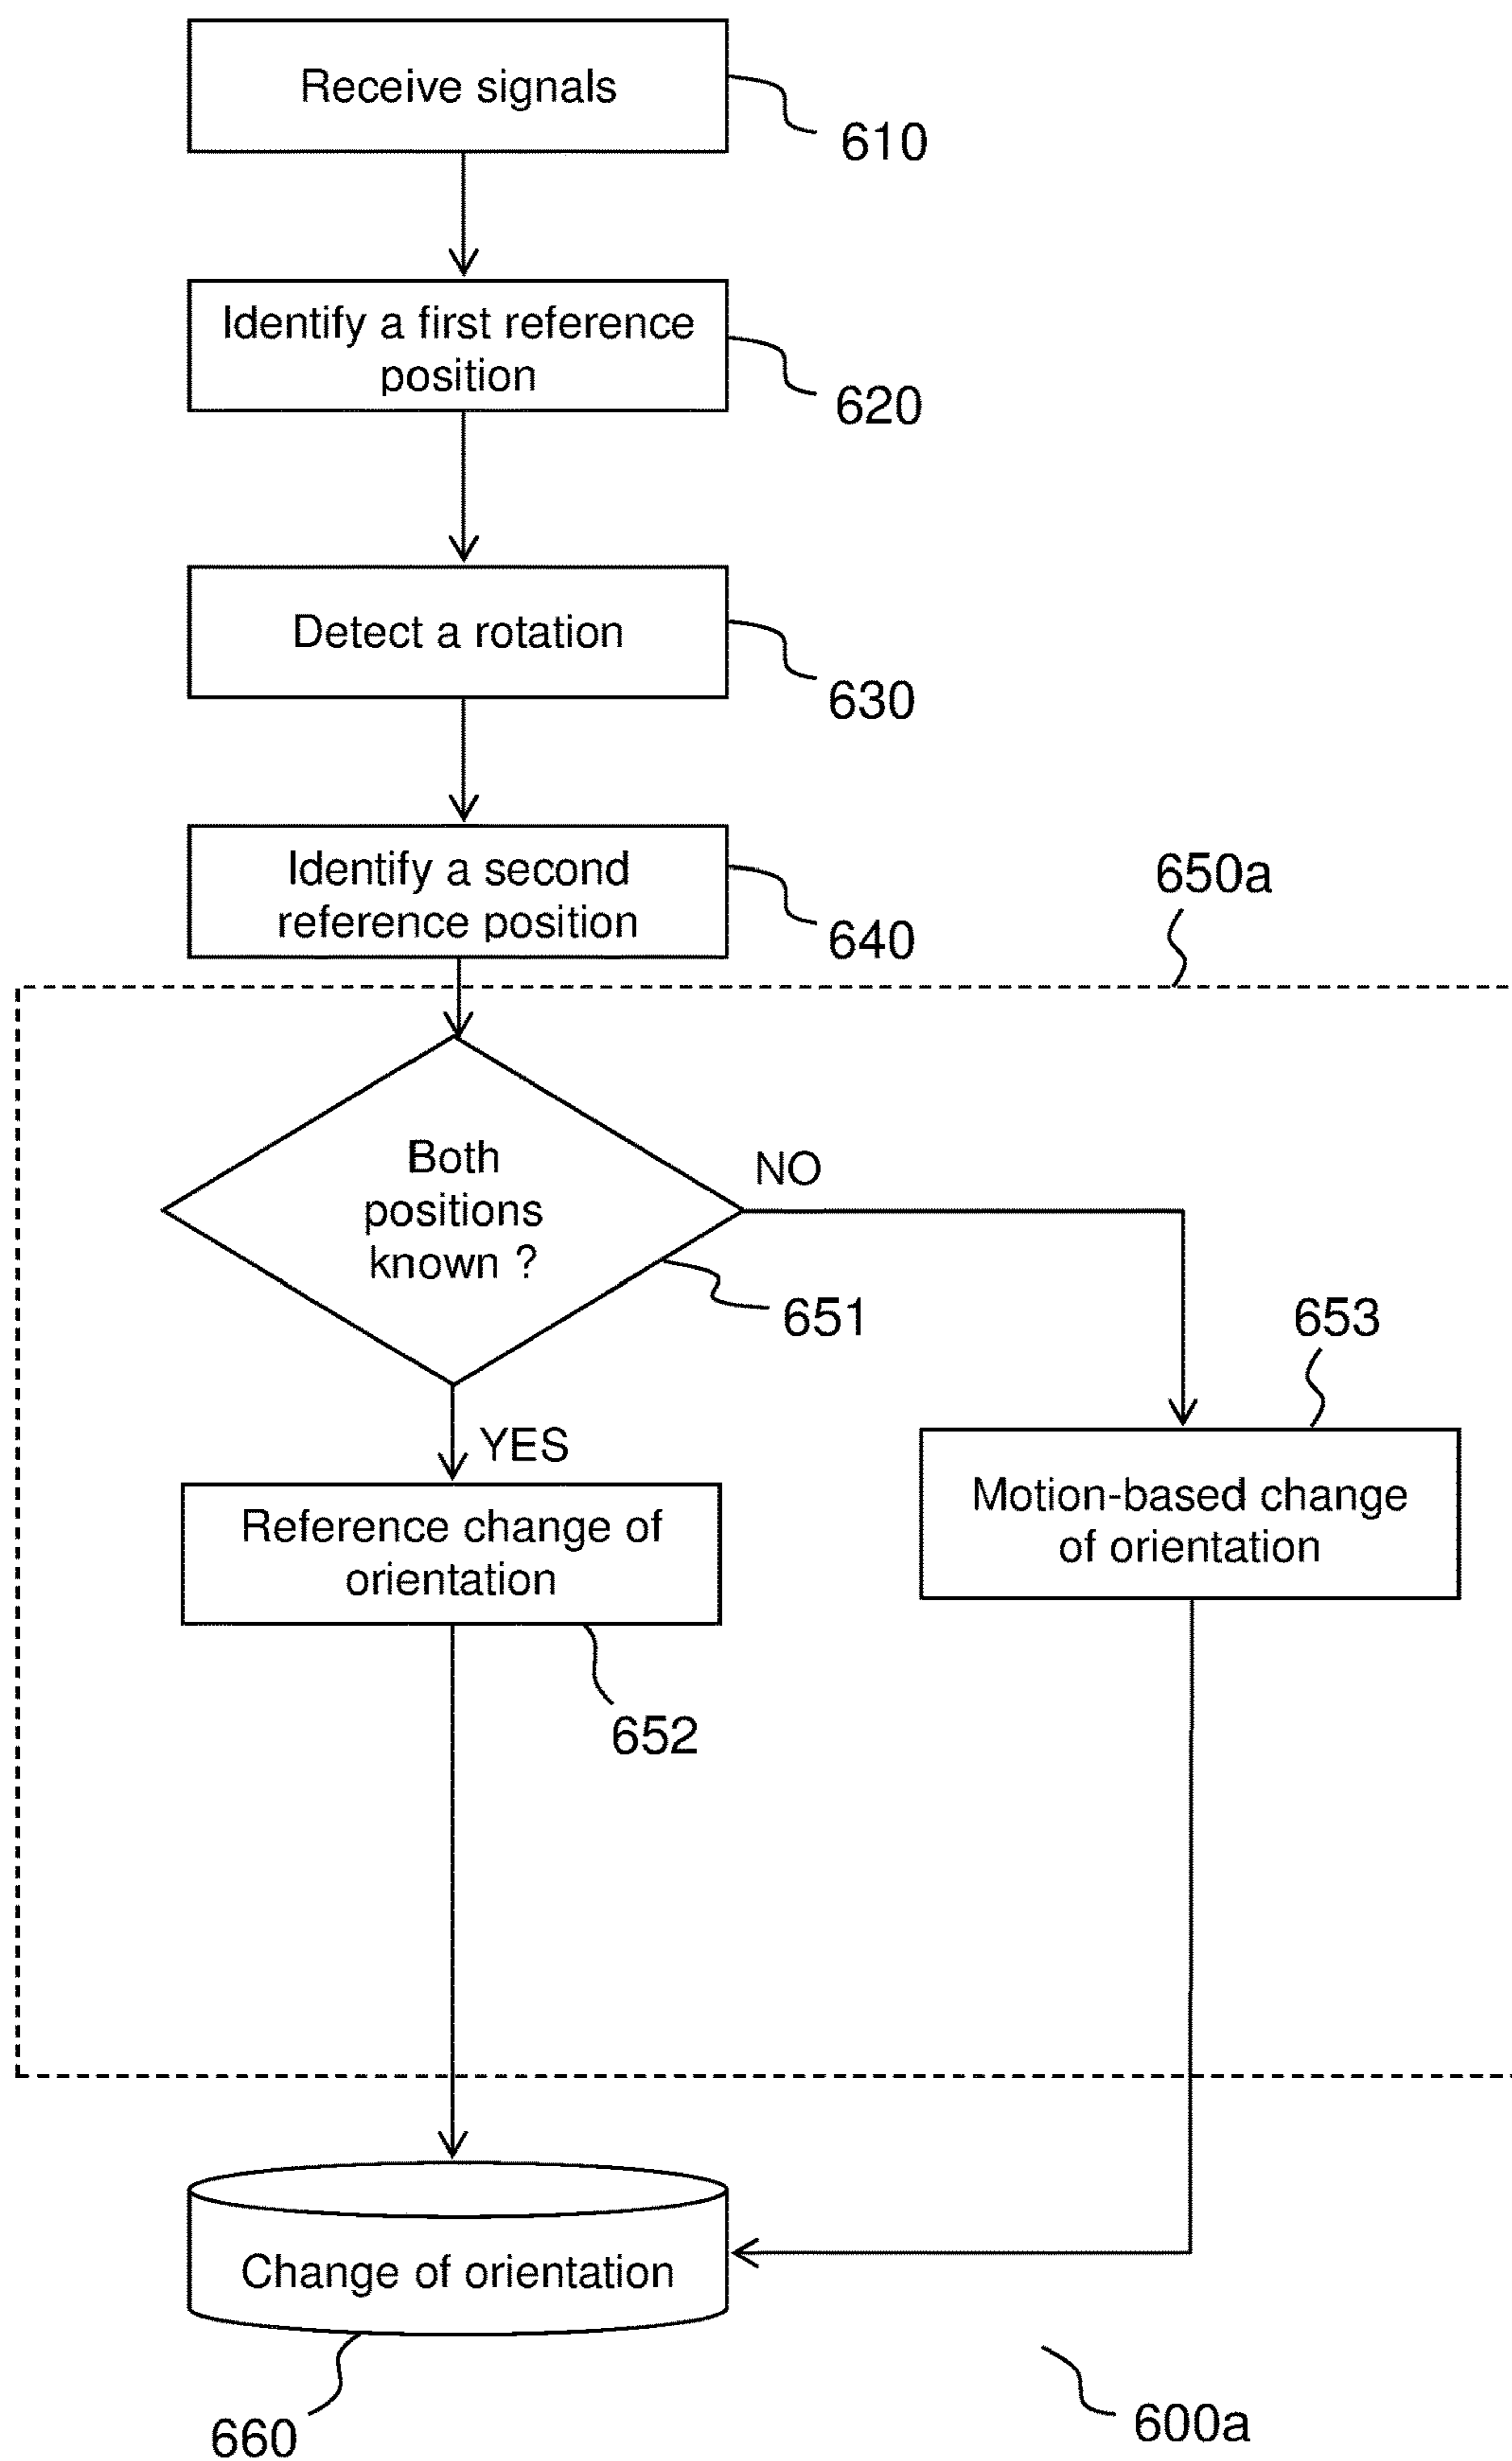 Receive signals
610
Identify a first reference
position
620
Detect a rotation
630
Identify a second
reference position
640
650a
Both
positions
known ?
NO
651
653
YES
Reference change of
orientation
Motion-based change
of orientation
652
Change of orientation
660
600a